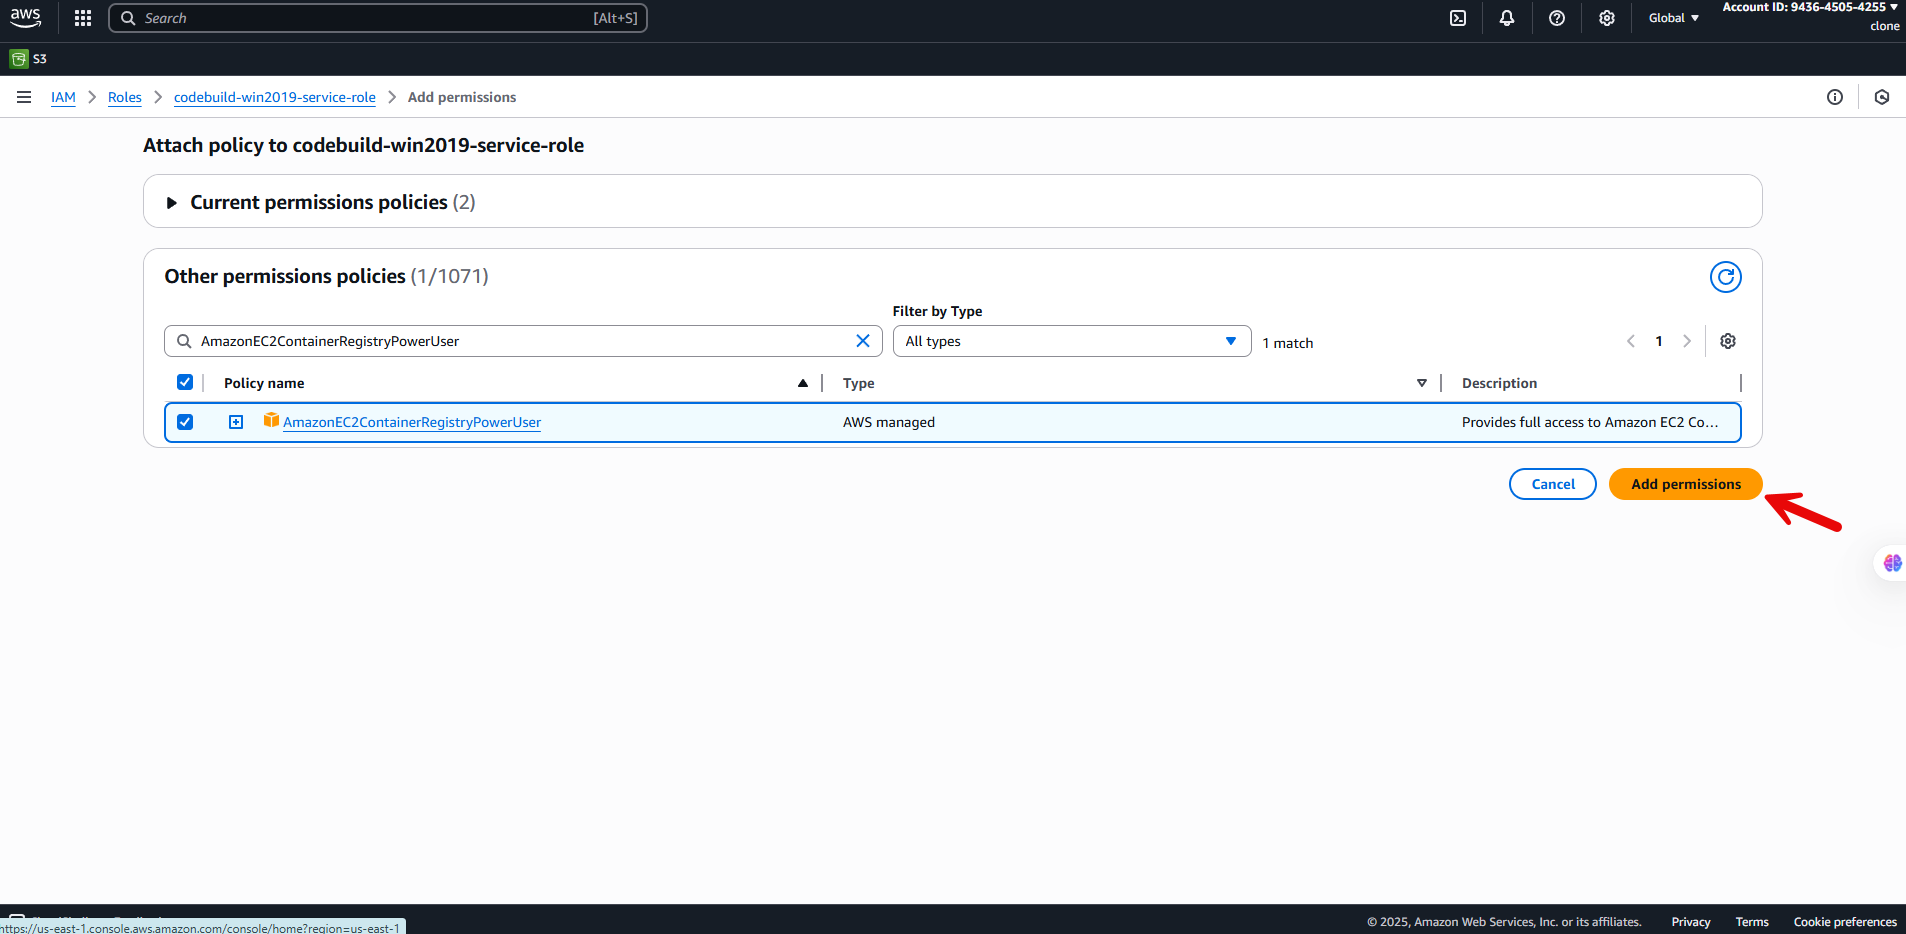 aws
Search
[Alt+S]
Global
Account ID: 9436-4505-4255
clone
S3
IAM
Roles
codebuild-win2019-service-role
Add permissions
Attach policy to codebuild-win2019-service-role
Current permissions policies (2)
Other permissions policies (1/1071)
Filter by Type
AmazonEC2ContainerRegistryPowerUser
All types
1 match
1
Policy name
Type
Description
AmazonEC2ContainerRegistryPowerUser
AWS managed
Provides full access to Amazon EC2 Co...
Cancel
Add permissions
https://us-east-1.console.aws.amazon.com/console/home?region=us-east-1
© 2025, Amazon Web Services, Inc. or its affiliates.
Privacy
Terms
Cookie preferences